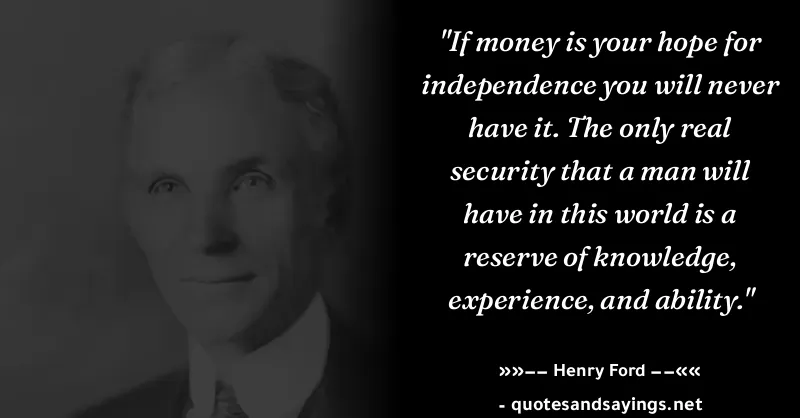 "If money is your hope for
independence you will never
have it. The only real
security that a man will
have in this world is a
reserve of knowledge,
experience, and ability."
»»–– Henry Ford ––««
- quotesandsayings.net